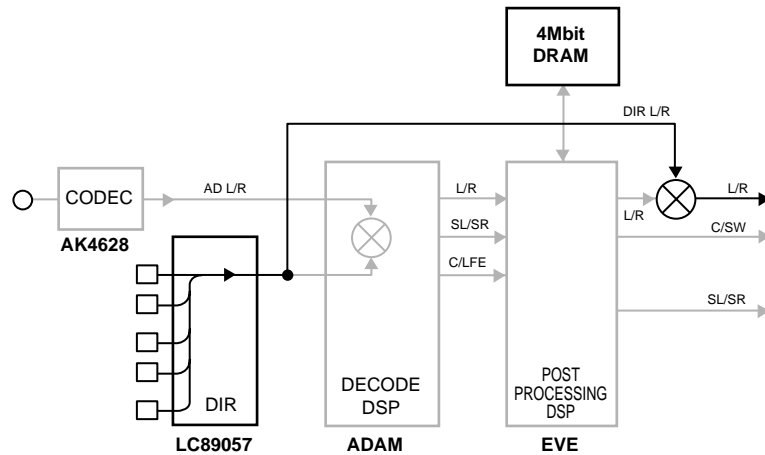 4Mbit
DRAM
DIR L/R
CODEC
AD L/R
L/R
L/R
L/R
AK4628
SL/SR
C/SW
C/LFE
SL/SR
DIR
DECODE
DSP
POST
PROCESSING
DSP
LC89057
ADAM
EVE